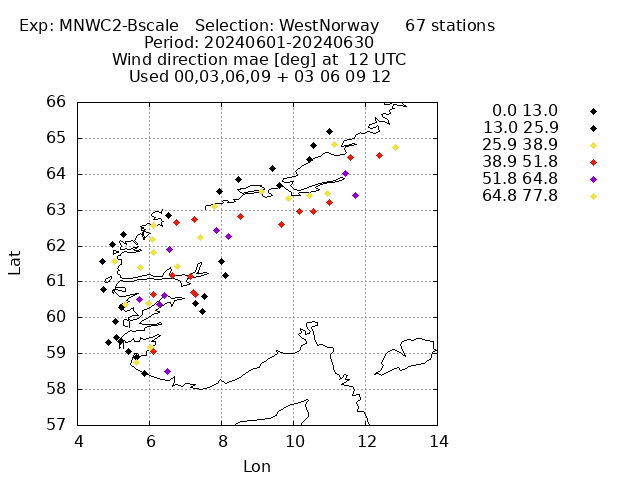 Exp: MNWC2-Bscale   Selection: WestNorway     67 stations
Period: 20240601-20240630
Wind direction mae [deg] at  12 UTC
Used 00,03,06,09 + 03 06 09 12
0.0 13.0
13.0 25.9
25.9 38.9
38.9 51.8
51.8 64.8
64.8 77.8
66
65
64
63
62
61
60
59
58
57
Lat
4 6 8 10 12 14
Lon